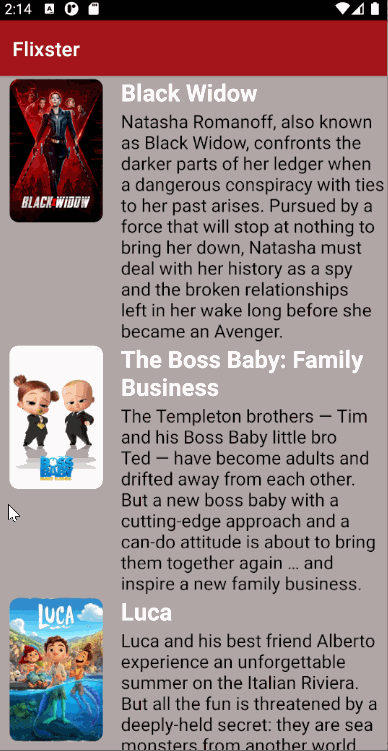 2:14
Flixster
Black Widow
Natasha Romanoff, also known
as Black Widow, confronts the
darker parts of her ledger when
a dangerous conspiracy with ties
to her past arises. Pursued by a
force that will stop at nothing to
bring her down, Natasha must
deal with her history as a spy
and the broken relationships
left in her wake long before she
became an Avenger.
BLACK WIDOW
The Boss Baby: Family
Business
The Templeton brothers — Tim
and his Boss Baby little bro
Ted — have become adults and
drifted away from each other.
But a new boss baby with a
cutting-edge approach and a
can-do attitude is about to bring
them together again … and
inspire a new family business.
BOSS
BABY
Luca
Luca and his best friend Alberto
experience an unforgettable
summer on the Italian Riviera.
But all the fun is threatened by a
deeply-held secret: they are sea
monsters from another world
LUCA